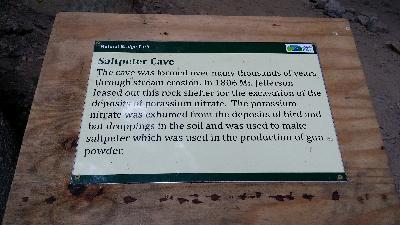 Natural Bridge Park
Saltpeter Cave
The cave was formed over many thousands of years
through stream erosion. In 1806 Mr. Jefferson
leased out this rock shelter for the excavation of the
deposits of potassium nitrate. The potassium
nitrate was exhumed from the deposits of bird and
bat droppings in the soil and was used to make
saltpeter which was used in the production of gun
powder.